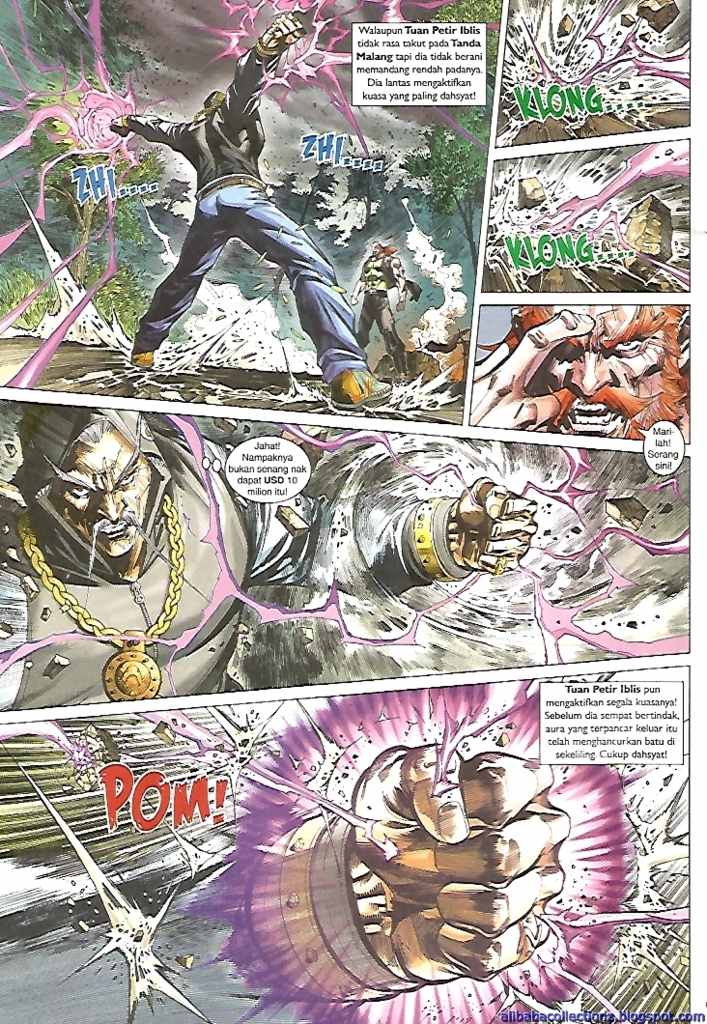 Walaupun Tuan Petir Iblis
tidak rasa takut pada Tanda
Malang tapi dia tidak berani
memandang rendah padanya.
Dia lantas mengaktifkan
kuasa yang paling dahsyat!
ZHI....
ZHI....
KLONG......
KLONG.....
Jahat!
Nampaknya
bukan senang nak
dapat USD 10
milion itu!
Mari-
lah!
Serang
sini!
Tuan Petir Iblis pun
mengaktifkan segala kuasanya!
Sebelum dia sempat bertindak,
aura yang terpancar keluar itu
telah menghancurkan batu di
sekeliling. Cukup dahsyat!
POM!
alibabacollections.blogspot.com